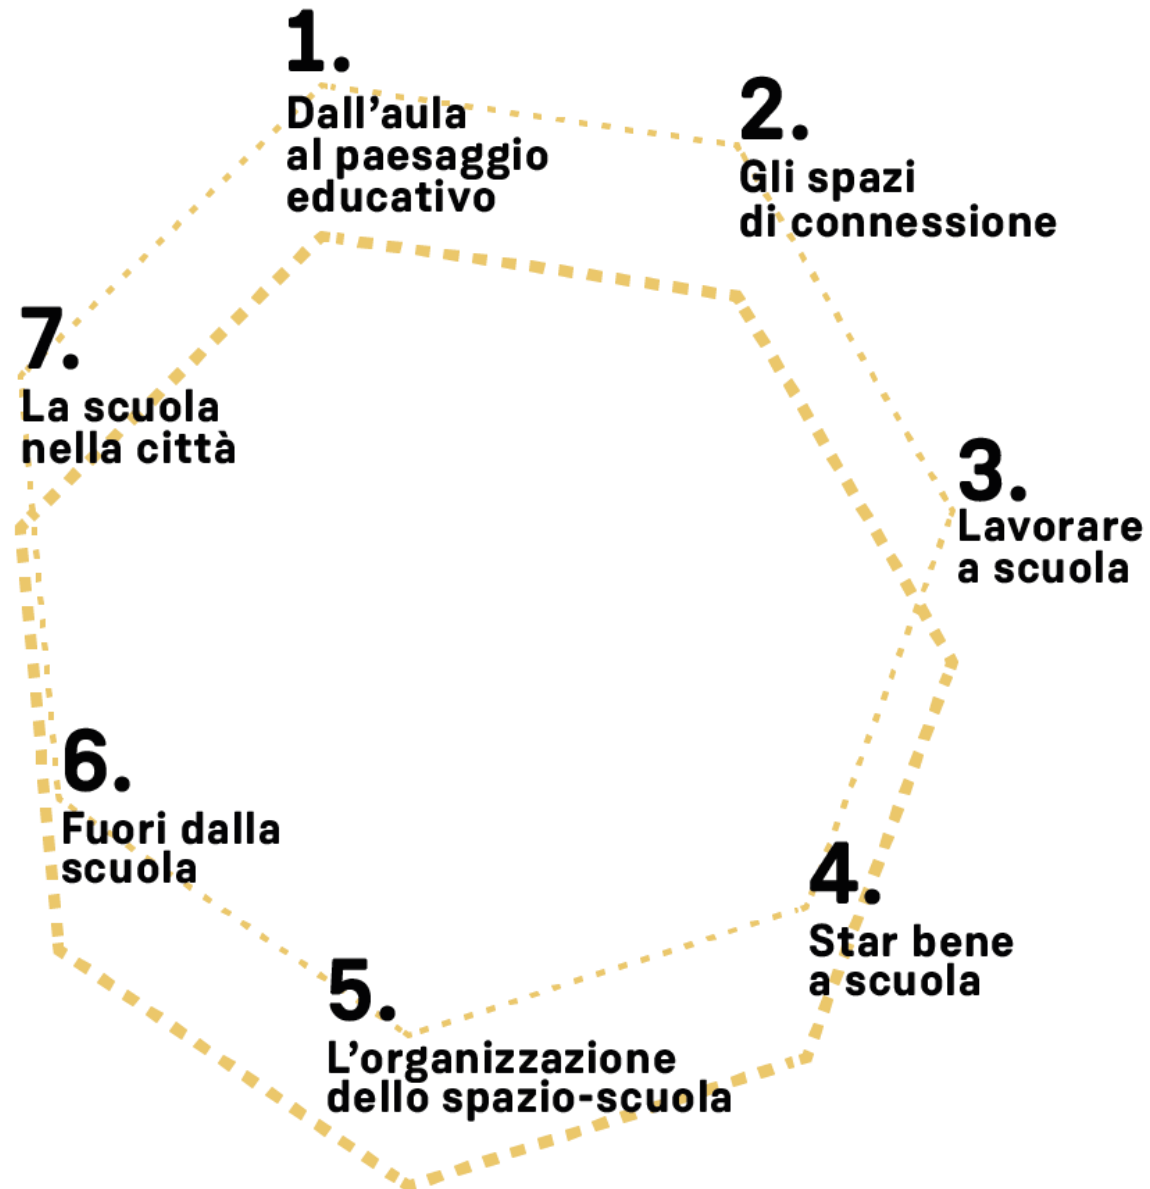 1.
Dall’aula
al paesaggio
educativo
2.
Gli spazi
di connessione
3.
Lavorare
a scuola
4.
Star bene
a scuola
5.
L’organizzazione
dello spazio-scuola
6.
Fuori dalla
scuola
7.
La scuola
nella città